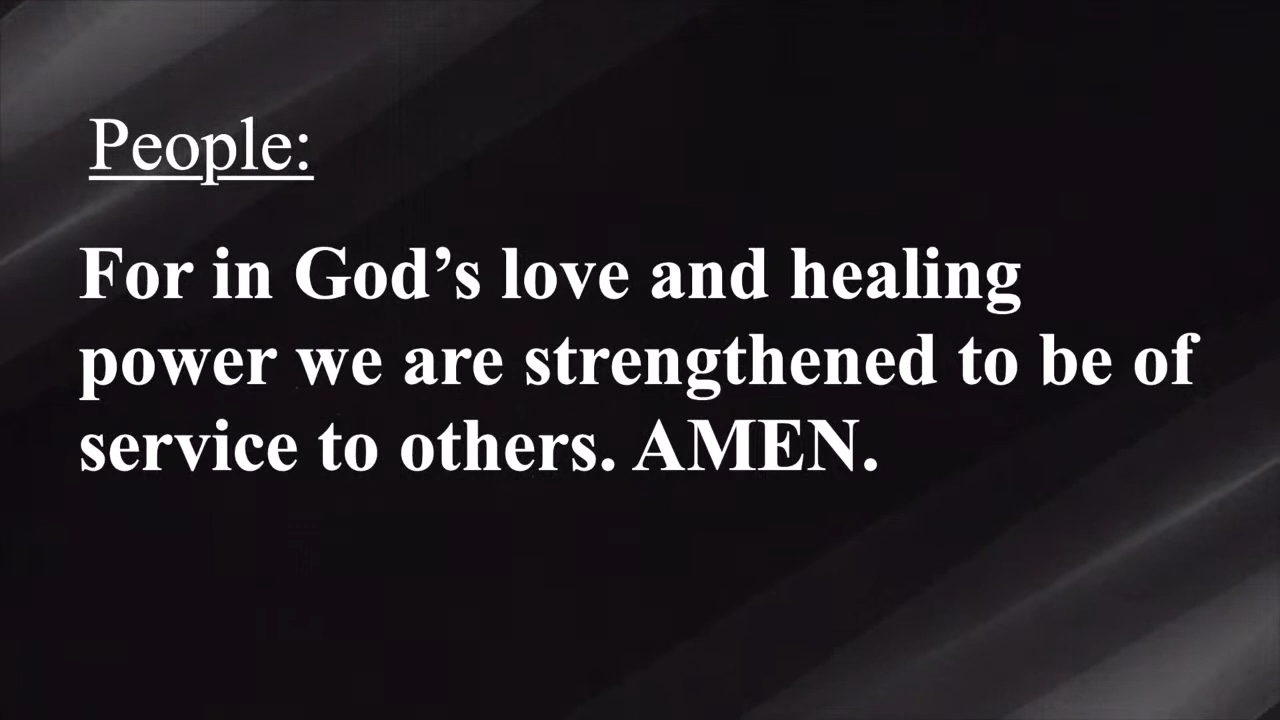 People:
For in God’s love and healing
power we are strengthened to be of
service to others. AMEN.